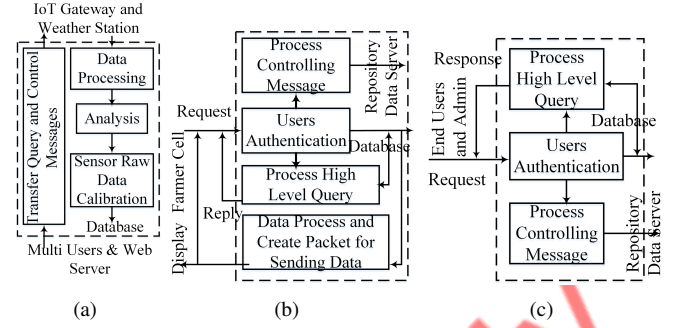 IoT Gateway and
Weather Station
Transfer Query and Control
Messages
Data
Processing
Analysis
Sensor Raw
Data
Calibration
Database
Multi Users & Web
Server
(a)
Process
Controlling
Message
Repository
Data Server
Request
Users
Authentication
Database
Farmer Cell
Process High
Level Query
Reply
Display
Data Process and
Create Packet for
Sending Data
(b)
Response
Process
High Level
Query
End Users
and Admin
Database
Users
Authentication
Request
Process
Controlling
Message
Repository
Data Server
(c)